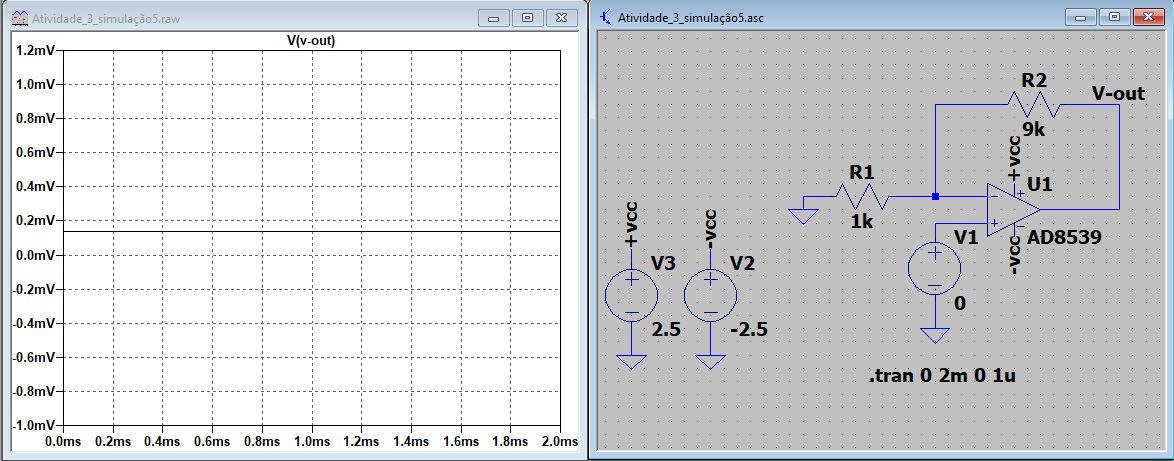 Atividade_3_simulação5.raw
V(v-out)
1.2mV
1.0mV
0.8mV
0.6mV
0.4mV
0.2mV
0.0mV
-0.2mV
-0.4mV
-0.6mV
-0.8mV
-1.0mV
0.0ms 0.2ms 0.4ms 0.6ms 0.8ms 1.0ms 1.2ms 1.4ms 1.6ms 1.8ms 2.0ms
Atividade_3_simulação5.asc
R2
V-out
9k
+vcc
R1
U1
1k
+vcc
-vcc
V1
-vcc
AD8539
V3
V2
0
2.5
-2.5
.tran 0 2m 0 1u